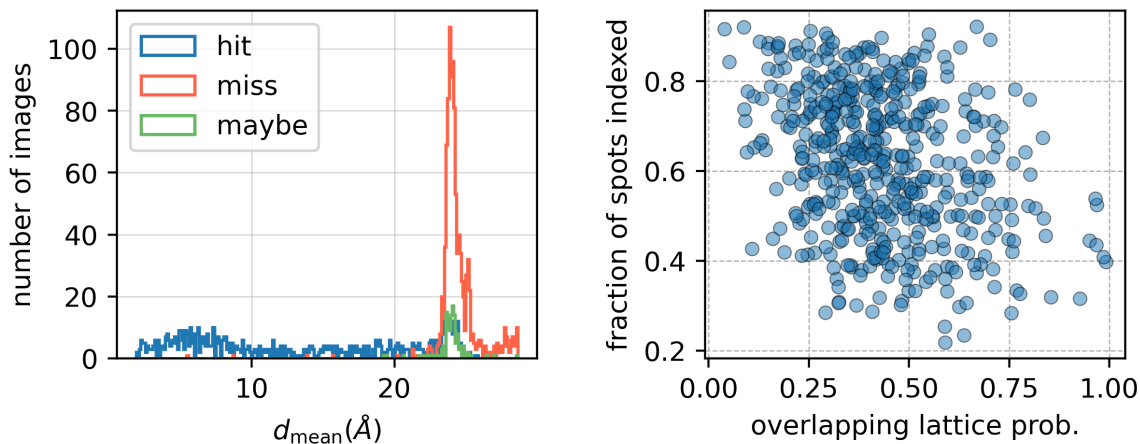 number of images
100
80
60
40
20
0
hit
miss
maybe
10
20
d_mean(Å)
fraction of spots indexed
0.8
0.6
0.4
0.2
0.00
0.25
0.50
0.75
1.00
overlapping lattice prob.